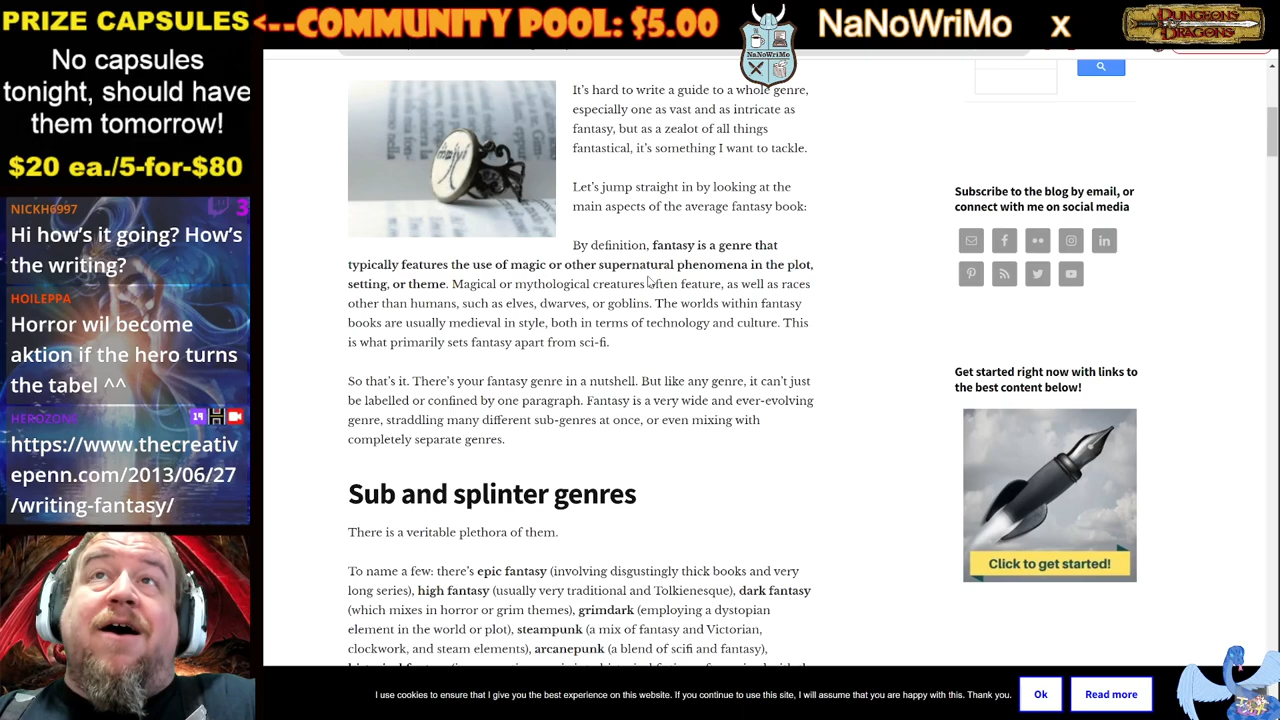 PRIZE CAPSULES
No capsules
tonight, should have
them tomorrow!
$20 ea./5-for-$80
<--COMMUNITY POOL: $5.00
NaNoWriMo
NaNoWriMo
X
DUNGEONS & DRAGONS
NICKH6997
3
Hi how's it going? How's
the writing?
HOILEPPA
Horror wil become
aktion if the hero turns
the tabel ^^
HEROZONE
19
https://www.thecreativ
epenn.com/2013/06/27
/writing-fantasy/
It's hard to write a guide to a whole genre,
especially one as vast and as intricate as
fantasy, but as a zealot of all things
fantastical, it's something I want to tackle.
Let's jump straight in by looking at the
main aspects of the average fantasy book:
By definition, fantasy is a genre that
typically features the use of magic or other supernatural phenomena in the plot,
setting, or theme. Magical or mythological creatures often feature, as well as races
other than humans, such as elves, dwarves, or goblins. The worlds within fantasy
books are usually medieval in style, both in terms of technology and culture. This
is what primarily sets fantasy apart from sci-fi.
So that's it. There's your fantasy genre in a nutshell. But like any genre, it can't just
be labelled or confined by one paragraph. Fantasy is a very wide and ever-evolving
genre, straddling many different sub-genres at once, or even mixing with
completely separate genres.
Sub and splinter genres
There is a veritable plethora of them.
To name a few: there's epic fantasy (involving disgustingly thick books and very
long series), high fantasy (usually very traditional and Tolkienesque), dark fantasy
(which mixes in horror or grim themes), grimdark (employing a dystopian
element in the world or plot), steampunk (a mix of fantasy and Victorian,
clockwork, and steam elements), arcanepunk (a blend of scifi and fantasy),
Subscribe to the blog by email, or
connect with me on social media
Get started right now with links to
the best content below!
Click to get started!
I use cookies to ensure that I give you the best experience on this website. If you continue to use this site, I will assume that you are happy with this. Thank you.
Ok
Read more